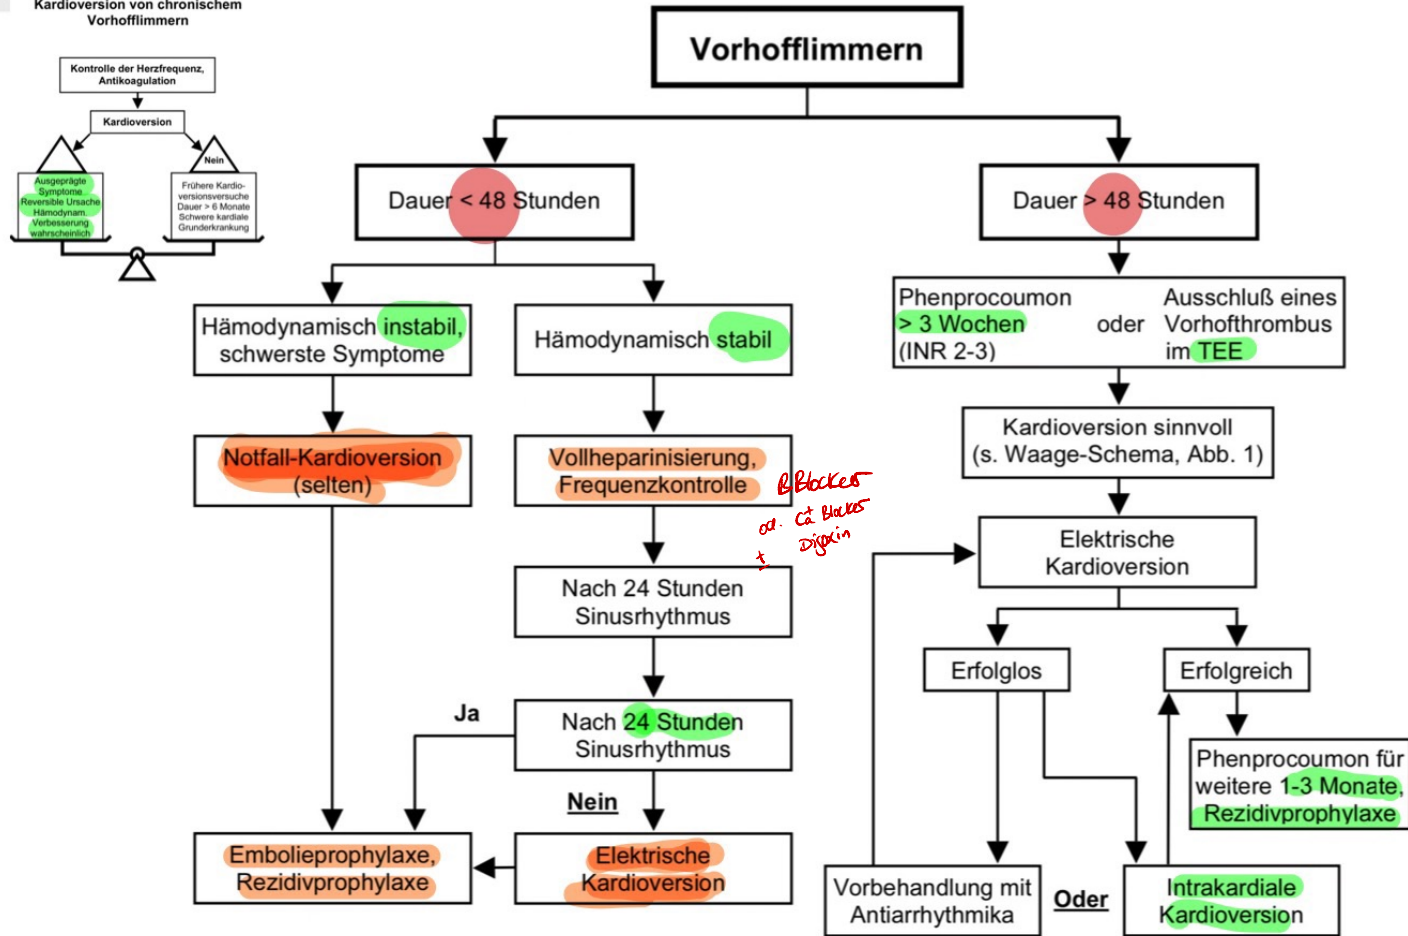 Kardioversion von chronischem
Vorhofflimmern
Kontrolle der Herzfrequenz,
Antikoagulation
Kardioversion
Nein
Ausgeprägte
Symptome
Reversible Ursache
Hämodynam.
Verbesserung
wahrscheinlich
Frühere Kardio-
versionsversuche
Dauer > 6 Monate
Schwere kardiale
Grunderkrankung
Vorhofflimmern
Dauer < 48 Stunden
Dauer > 48 Stunden
Hämodynamisch instabil,
schwerste Symptome
Hämodynamisch stabil
Phenprocoumon
> 3 Wochen
(INR 2-3)
oder
Ausschluß eines
Vorhofthrombus
im TEE
Notfall-Kardioversion
(selten)
Vollheparinisierung,
Frequenzkontrolle
BBlocker
od. Ca+ Blocker
± Digoxin
Kardioversion sinnvoll
(s. Waage-Schema, Abb. 1)
Nach 24 Stunden
Sinusrhythmus
Elektrische
Kardioversion
Ja
Nach 24 Stunden
Sinusrhythmus
Nein
Erfolglos
Erfolgreich
Phenprocoumon für
weitere 1-3 Monate,
Rezidivprophylaxe
Embolieprophylaxe,
Rezidivprophylaxe
Elektrische
Kardioversion
Vorbehandlung mit
Antiarrhythmika
Oder
Intrakardiale
Kardioversion